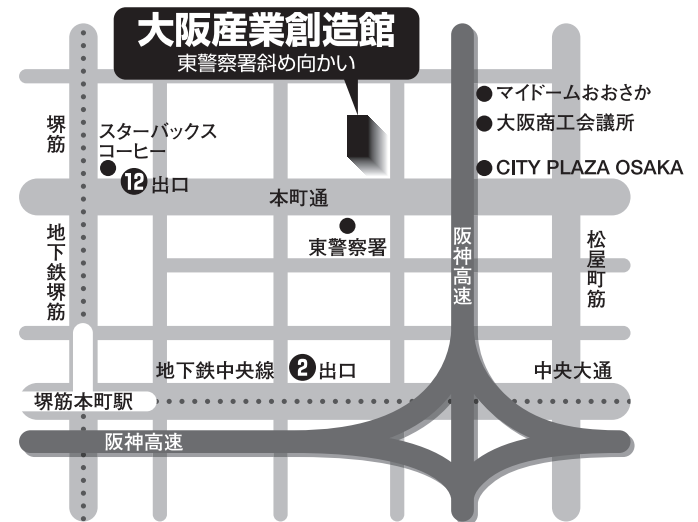 大阪産業創造館
東警察署斜め向かい
マイドームおおさか
大阪商工会議所
CITY PLAZA OSAKA
堺筋
スターバックス
コーヒー
12出口
本町通
東警察署
地下鉄堺筋
阪神高速
松屋町筋
地下鉄中央線
2出口
中央大通
堺筋本町駅
阪神高速